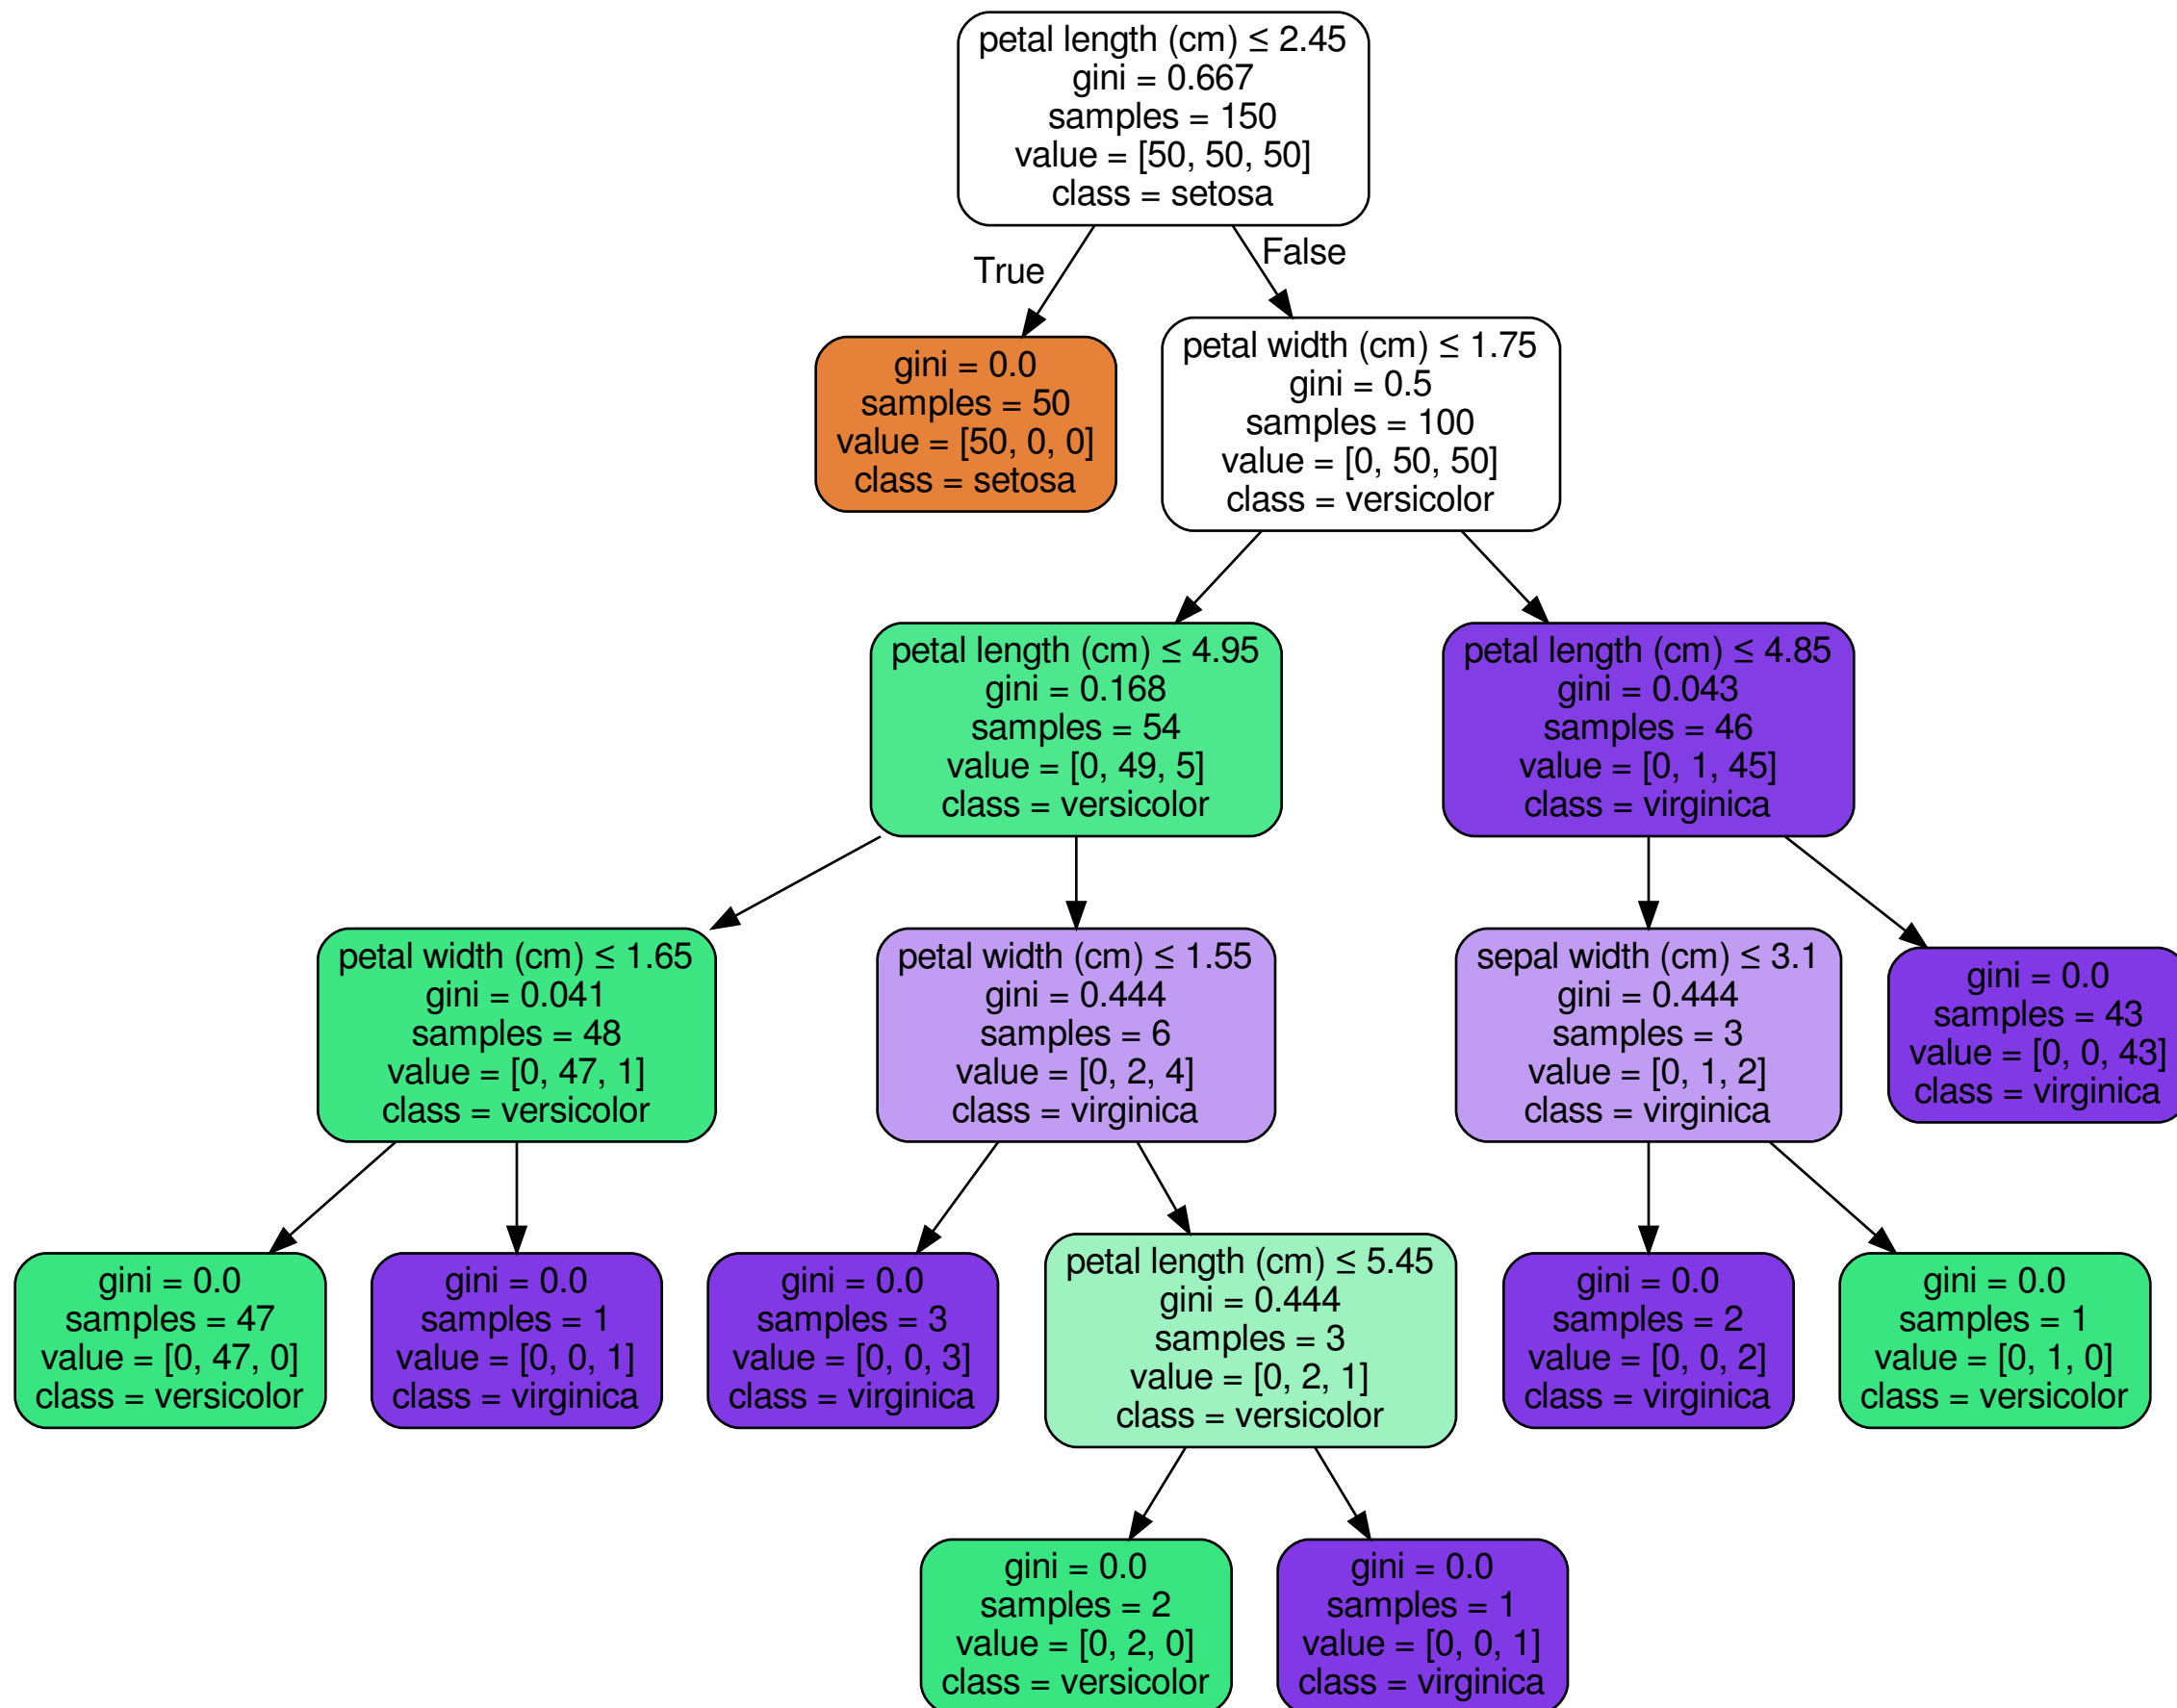 petal length (cm) ≤ 2.45
gini = 0.667
samples = 150
value = [50, 50, 50]
class = setosa
True
False
gini = 0.0
samples = 50
value = [50, 0, 0]
class = setosa
petal width (cm) ≤ 1.75
gini = 0.5
samples = 100
value = [0, 50, 50]
class = versicolor
petal length (cm) ≤ 4.95
gini = 0.168
samples = 54
value = [0, 49, 5]
class = versicolor
petal length (cm) ≤ 4.85
gini = 0.043
samples = 46
value = [0, 1, 45]
class = virginica
petal width (cm) ≤ 1.65
gini = 0.041
samples = 48
value = [0, 47, 1]
class = versicolor
petal width (cm) ≤ 1.55
gini = 0.444
samples = 6
value = [0, 2, 4]
class = virginica
sepal width (cm) ≤ 3.1
gini = 0.444
samples = 3
value = [0, 1, 2]
class = virginica
gini = 0.0
samples = 43
value = [0, 0, 43]
class = virginica
gini = 0.0
samples = 47
value = [0, 47, 0]
class = versicolor
gini = 0.0
samples = 1
value = [0, 0, 1]
class = virginica
gini = 0.0
samples = 3
value = [0, 0, 3]
class = virginica
petal length (cm) ≤ 5.45
gini = 0.444
samples = 3
value = [0, 2, 1]
class = versicolor
gini = 0.0
samples = 2
value = [0, 0, 2]
class = virginica
gini = 0.0
samples = 1
value = [0, 1, 0]
class = versicolor
gini = 0.0
samples = 2
value = [0, 2, 0]
class = versicolor
gini = 0.0
samples = 1
value = [0, 0, 1]
class = virginica